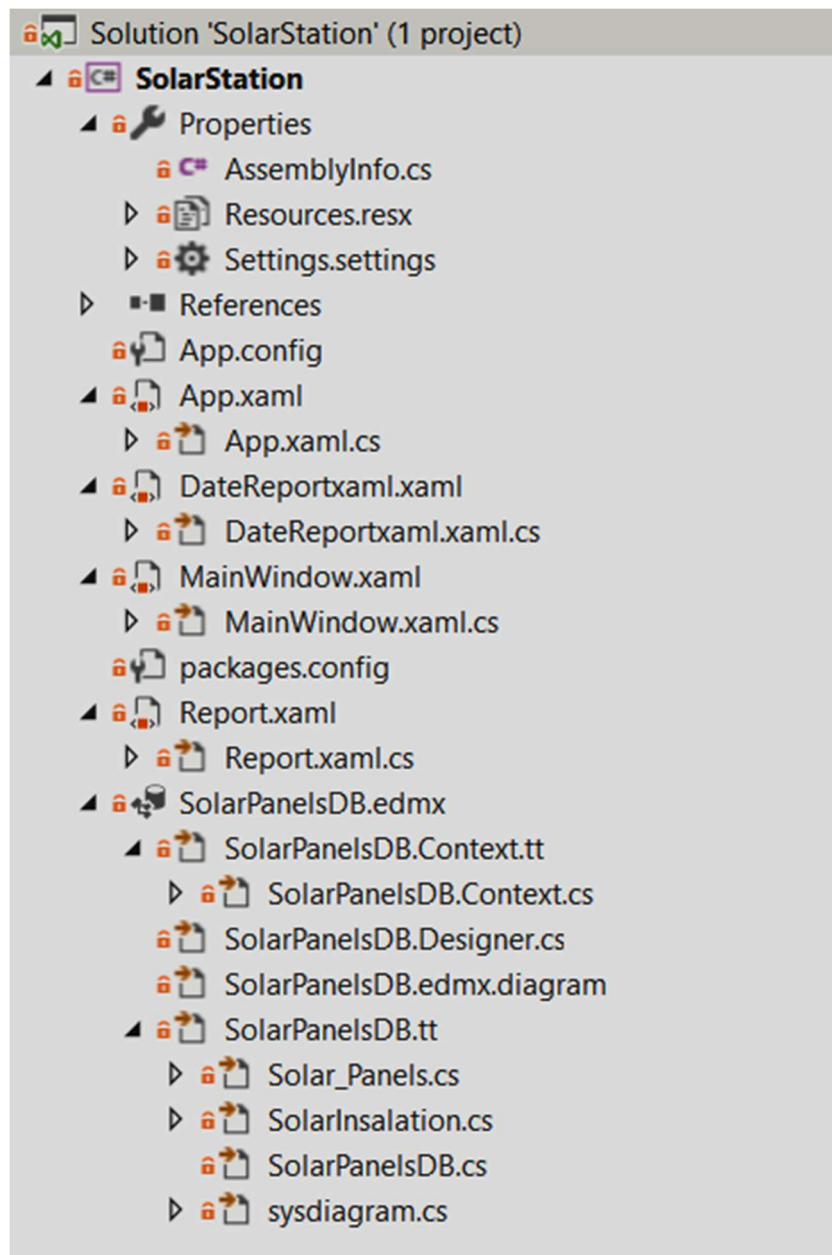 Solution 'SolarStation' (1 project)
C# SolarStation
Properties
C# AssemblyInfo.cs
Resources.resx
Settings.settings
References
App.config
App.xaml
App.xaml.cs
DateReportxaml.xaml
DateReportxaml.xaml.cs
MainWindow.xaml
MainWindow.xaml.cs
packages.config
Report.xaml
Report.xaml.cs
SolarPanelsDB.edmx
SolarPanelsDB.Context.tt
SolarPanelsDB.Context.cs
SolarPanelsDB.Designer.cs
SolarPanelsDB.edmx.diagram
SolarPanelsDB.tt
Solar_Panels.cs
SolarInsalation.cs
SolarPanelsDB.cs
sysdiagram.cs